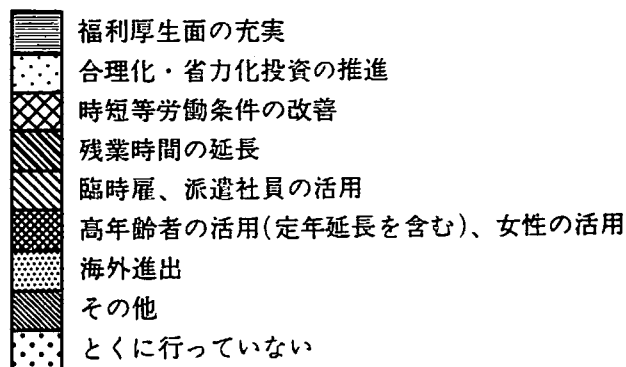 福利厚生面の充実
合理化・省力化投資の推進
時短等労働条件の改善
残業時間の延長
臨時雇、派遣社員の活用
高年齢者の活用(定年延長を含む)、女性の活用
海外進出
その他
とくに行っていない